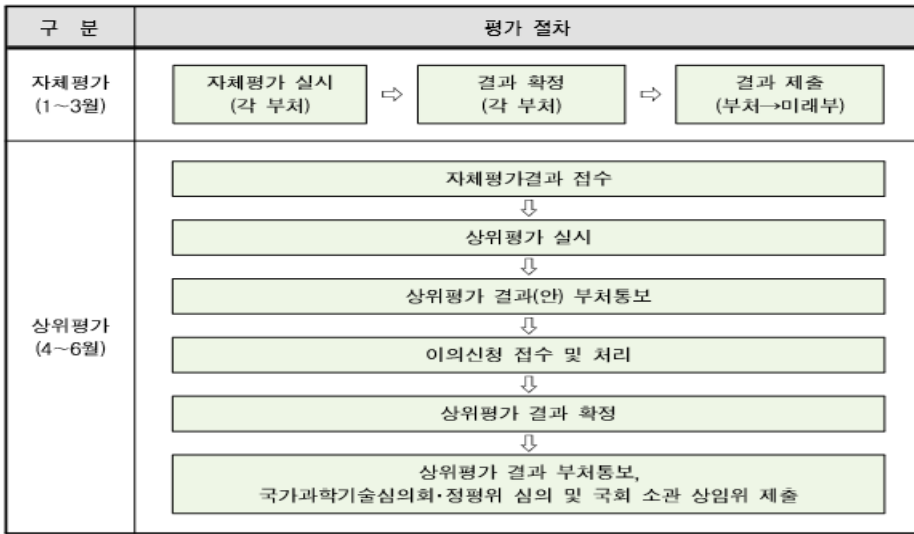 구 분 평가 절차
자체평가 자체평가 실시 ⇨ 결과 확정 ⇨ 결과 제출
(1~3월) (각 부처) (각 부처) (부처→미래부)
자체평가결과 접수
⇩
상위평가 실시
⇩
상위평가 결과(안) 부처통보
⇩
상위평가
(4~6월)
이의신청 접수 및 처리
⇩
상위평가 결과 확정
⇩
상위평가 결과 부처통보,
국가과학기술심의회·정평위 심의 및 국회 소관 상임위 제출